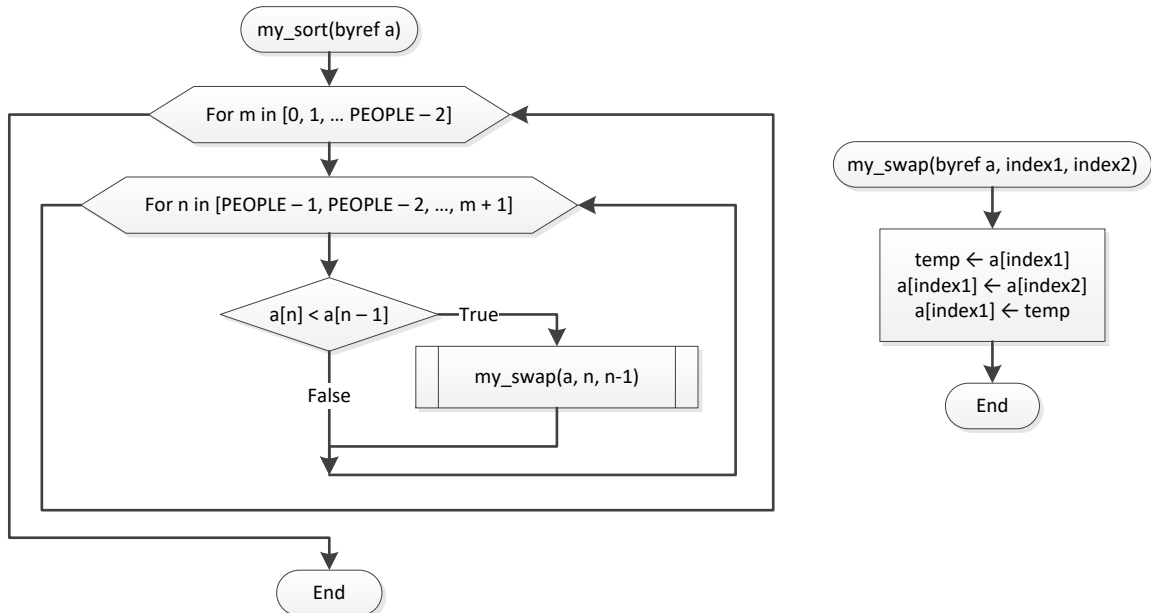 my_sort(byref a)
For m in [0, 1, ... PEOPLE – 2]
For n in [PEOPLE – 1, PEOPLE – 2, ..., m + 1]
a[n] < a[n – 1]
True
my_swap(a, n, n-1)
False
End
my_swap(byref a, index1, index2)
temp ← a[index1]
a[index1] ← a[index2]
a[index1] ← temp
End